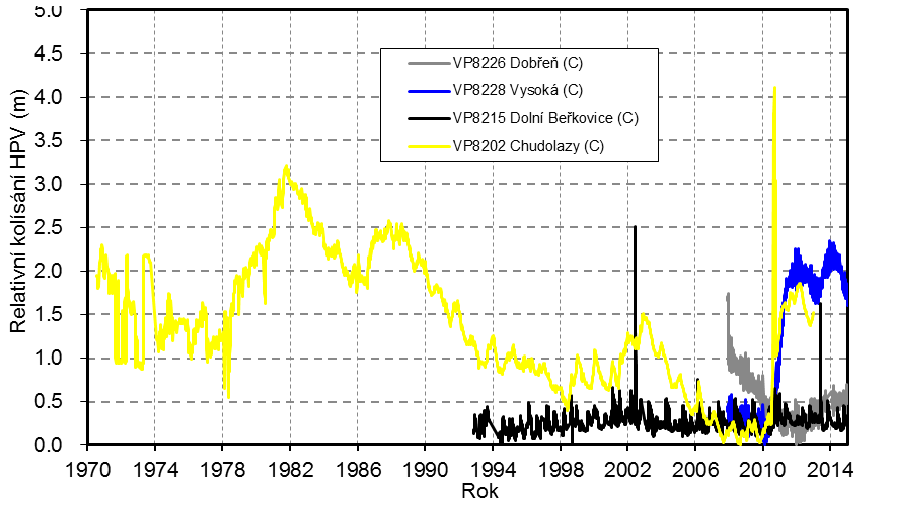 Relativní kolísání HPV (m)
5.0
4.5
4.0
3.5
3.0
2.5
2.0
1.5
1.0
0.5
0.0
VP8226 Dobřeň (C)
VP8228 Vysoká (C)
VP8215 Dolní Beřkovice (C)
VP8202 Chudolazy (C)
1970 1974 1978 1982 1986 1990 1994 1998 2002 2006 2010 2014
Rok